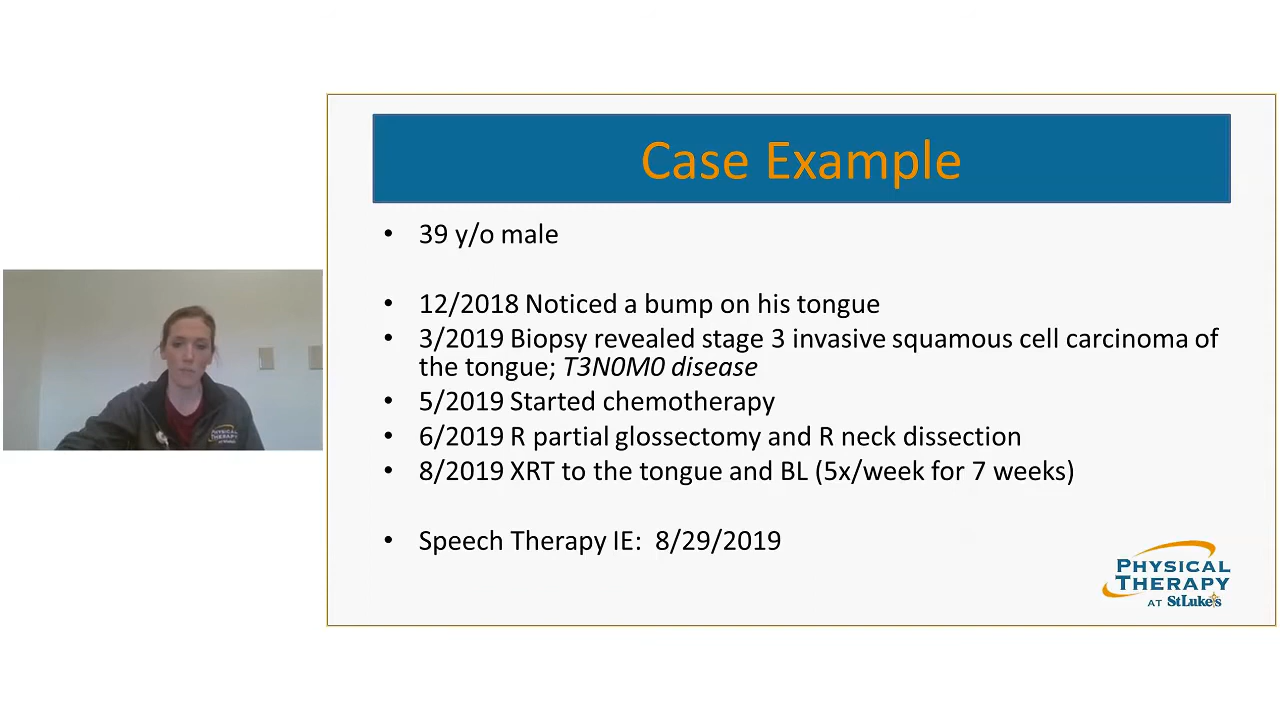 Case Example
• 39 y/o male
• 12/2018 Noticed a bump on his tongue
• 3/2019 Biopsy revealed stage 3 invasive squamous cell carcinoma of
the tongue; T3N0M0 disease
• 5/2019 Started chemotherapy
• 6/2019 R partial glossectomy and R neck dissection
• 8/2019 XRT to the tongue and BL (5x/week for 7 weeks)
• Speech Therapy IE:  8/29/2019
PHYSICAL
THERAPY
AT StLuke's
PHYSICAL
THERAPY